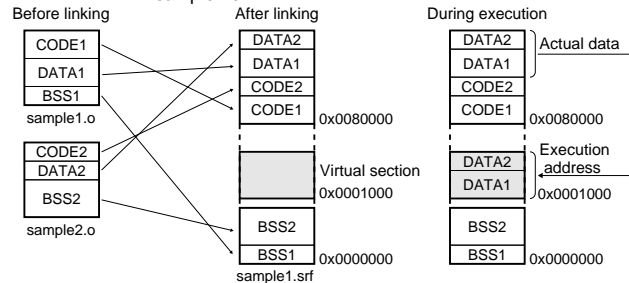 Before linking
CODE1
DATA1
BSS1
sample1.o
CODE2
DATA2
BSS2
sample2.o
After linking
DATA2
DATA1
CODE2
CODE1
0x0080000
Virtual section
0x0001000
BSS2
BSS1
0x0000000
sample1.srf
During execution
DATA2
DATA1
CODE2
CODE1
Actual data
0x0080000
DATA2
DATA1
Execution
address
0x0001000
BSS2
BSS1
0x0000000